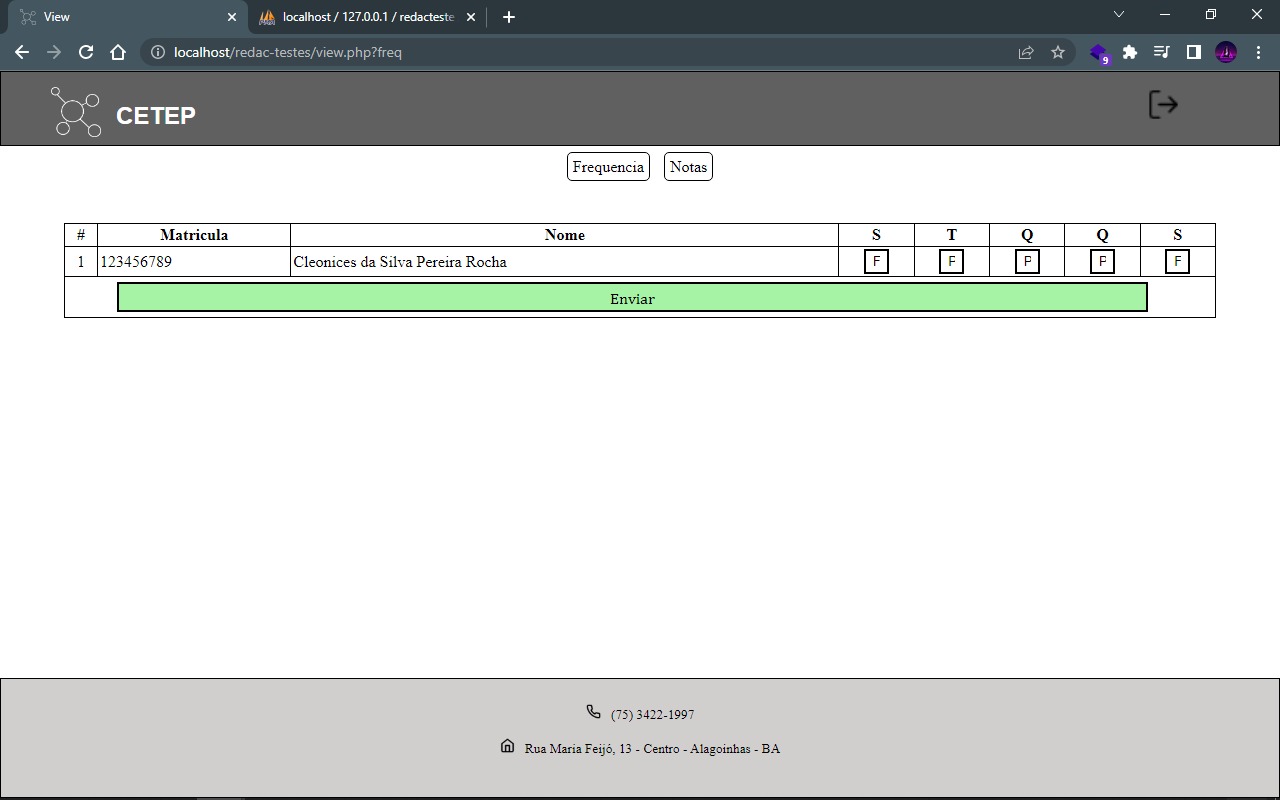 View
localhost / 127.0.0.1 / redacteste
localhost/redac-testes/view.php?freq
9
CETEP
Frequencia Notas
# Matricula Nome S T Q Q S
1 123456789 Cleonices da Silva Pereira Rocha F F P P F
Enviar
(75) 3422-1997
Rua Maria Feijó, 13 - Centro - Alagoinhas - BA